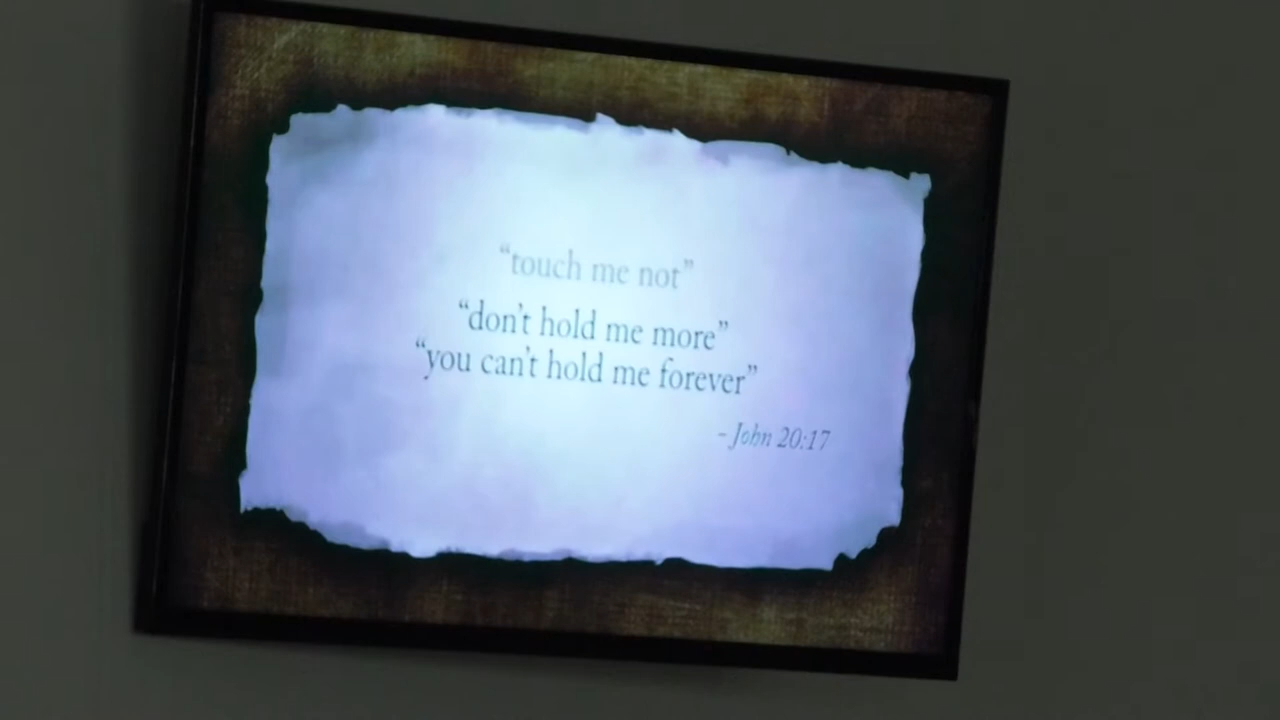 “touch me not”
“don't hold me more”
“you can't hold me forever”
- John 20:17